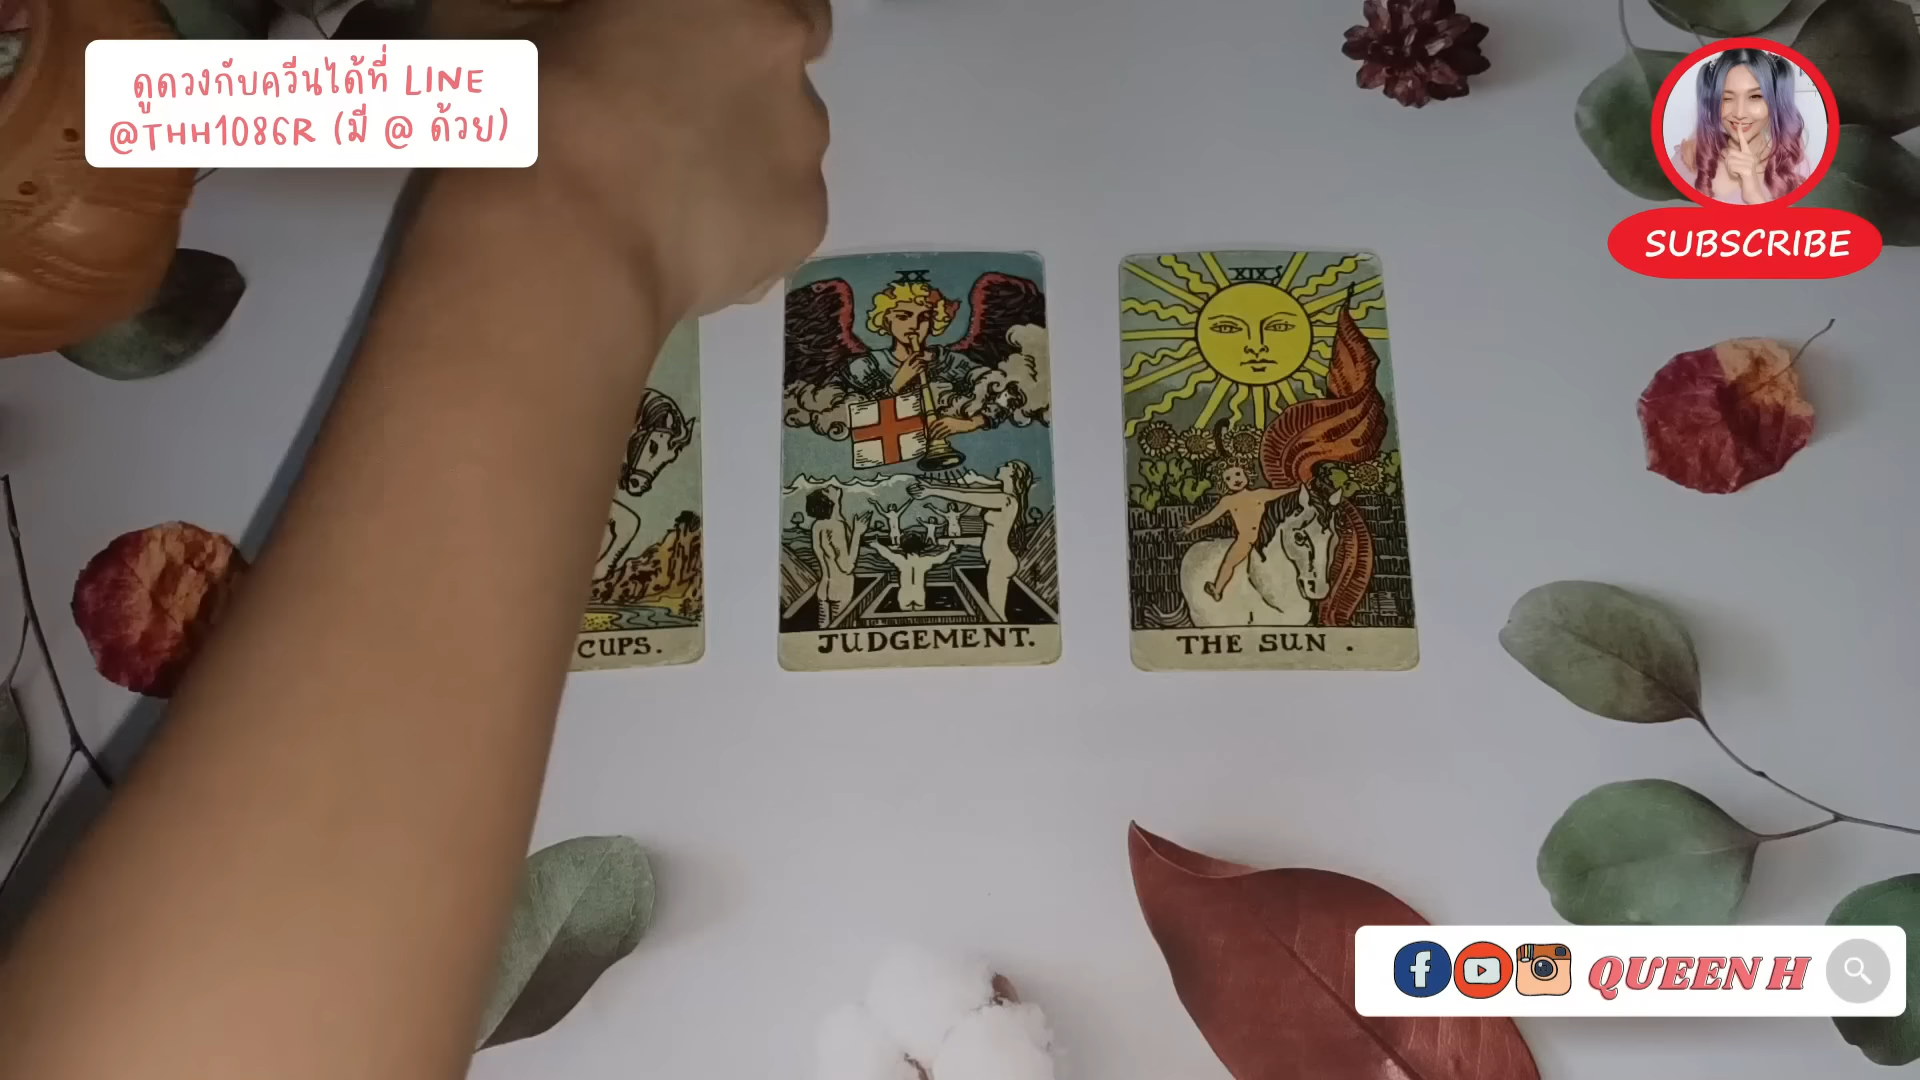 ดูดวงกับควีนได้ที่ LINE
@THH1086R (มี @ ด้วย)
SUBSCRIBE
XX
XIX
CUPS.
JUDGEMENT.
THE SUN .
QUEEN H